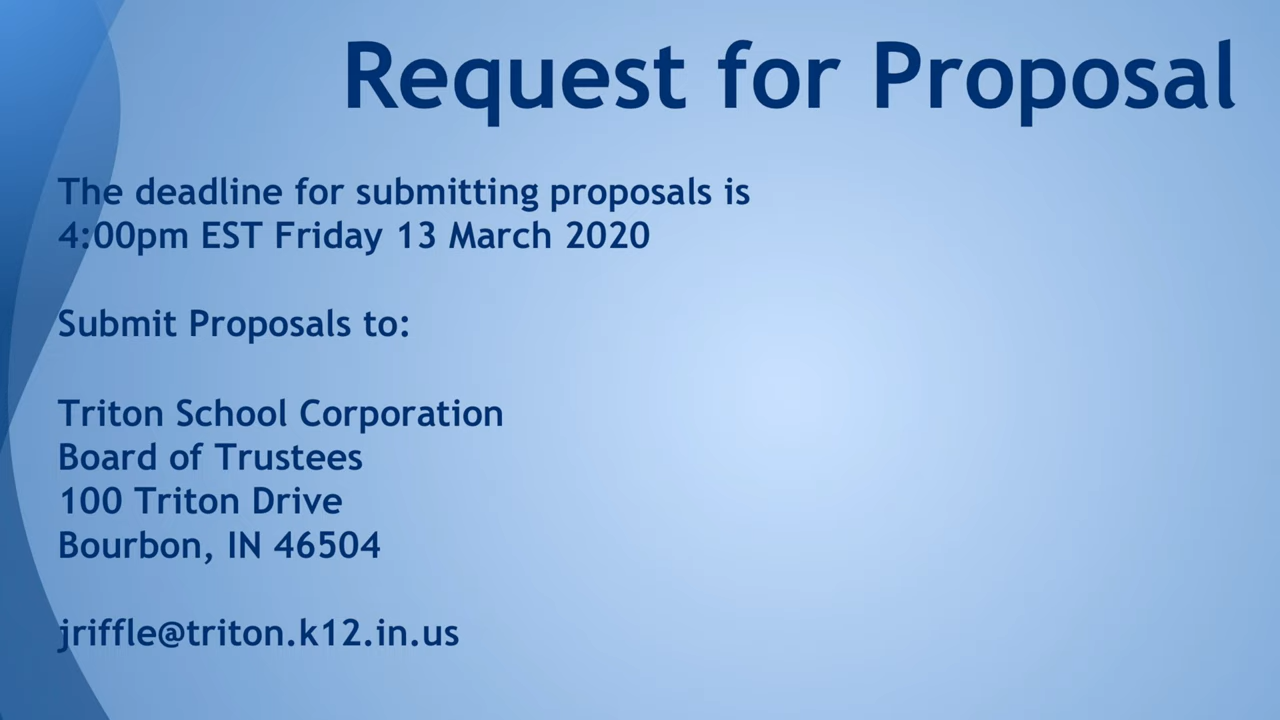 Request for Proposal
The deadline for submitting proposals is
4:00pm EST Friday 13 March 2020
Submit Proposals to:
Triton School Corporation
Board of Trustees
100 Triton Drive
Bourbon, IN 46504
jriffle@triton.k12.in.us